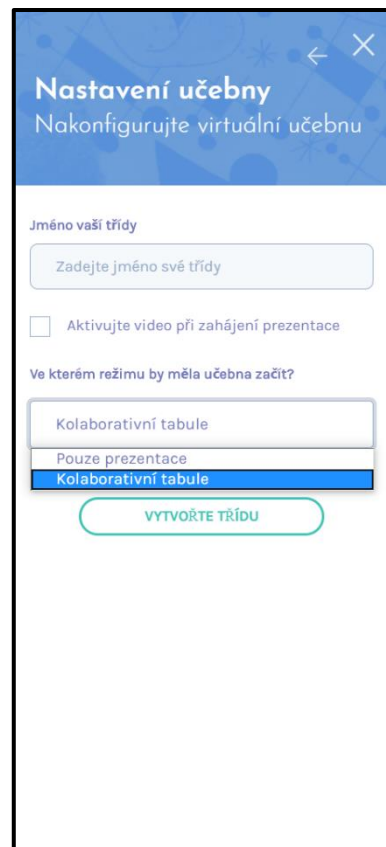 Nastavení učebny
Nakonfigurujte virtuální učebnu
Jméno vaší třídy
Zadejte jméno své třídy
Aktivujte video při zahájení prezentace
Ve kterém režimu by měla učebna začít?
Kolaborativní tabule
Pouze prezentace
Kolaborativní tabule
VYTVOŘTE TŘÍDU